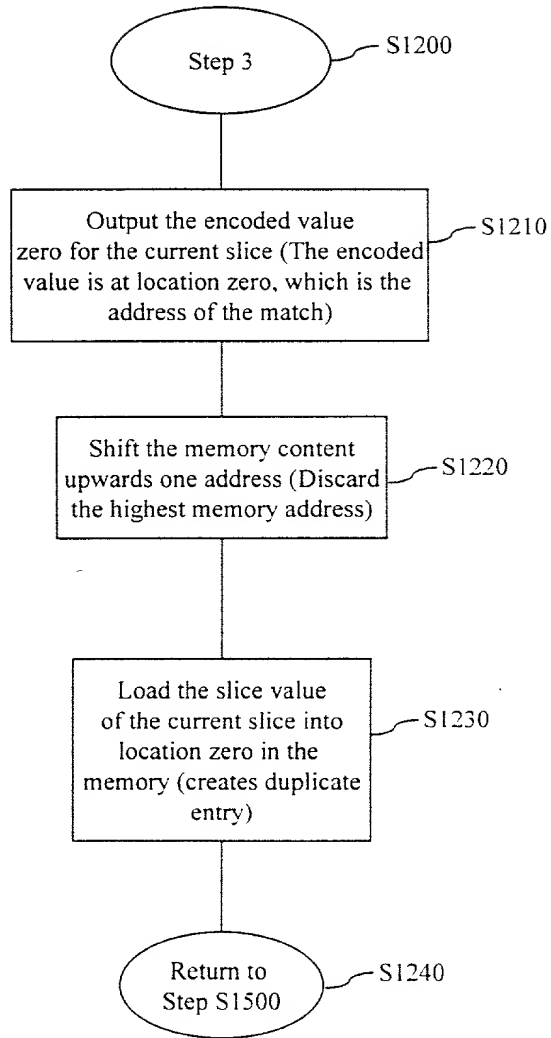 Step 3
S1200
Output the encoded value
zero for the current slice (The encoded
value is at location zero, which is the
address of the match)
S1210
Shift the memory content
upwards one address (Discard
the highest memory address)
S1220
Load the slice value
of the current slice into
location zero in the
memory (creates duplicate
entry)
S1230
Return to
Step S1500
S1240